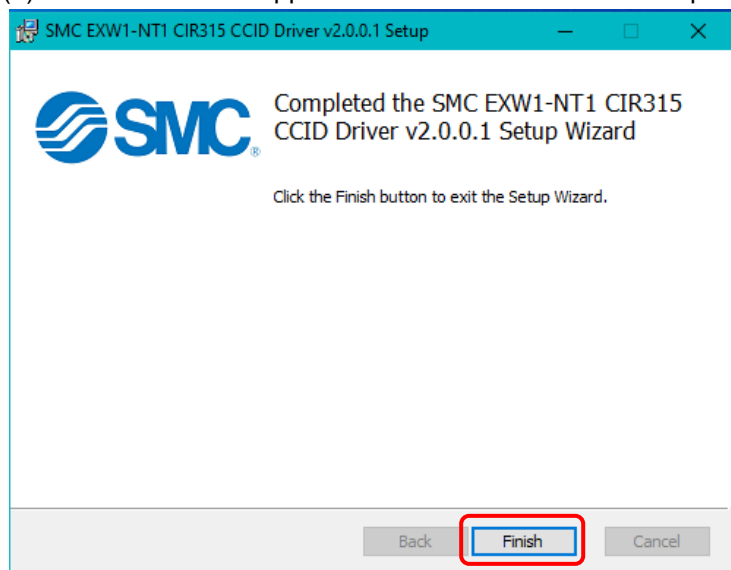 SMC EXW1-NT1 CIR315 CCID Driver v2.0.0.1 Setup
SMC®
Completed the SMC EXW1-NT1 CIR315
CCID Driver v2.0.0.1 Setup Wizard
Click the Finish button to exit the Setup Wizard.
Back Finish Cancel